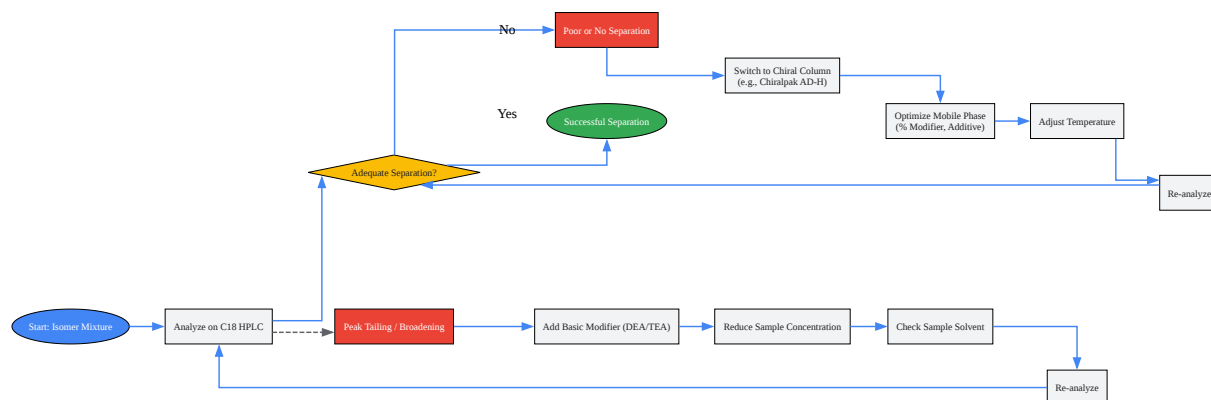 No
Poor or No Separation
Switch to Chiral Column
(e.g., Chiralpak AD-H)
Yes
Successful Separation
Optimize Mobile Phase
(% Modifier, Additive)
Adjust Temperature
Adequate Separation?
Re-analyze
Start: Isomer Mixture
Analyze on C18 HPLC
Peak Tailing / Broadening
Add Basic Modifier (DEA/TEA)
Reduce Sample Concentration
Check Sample Solvent
Re-analyze